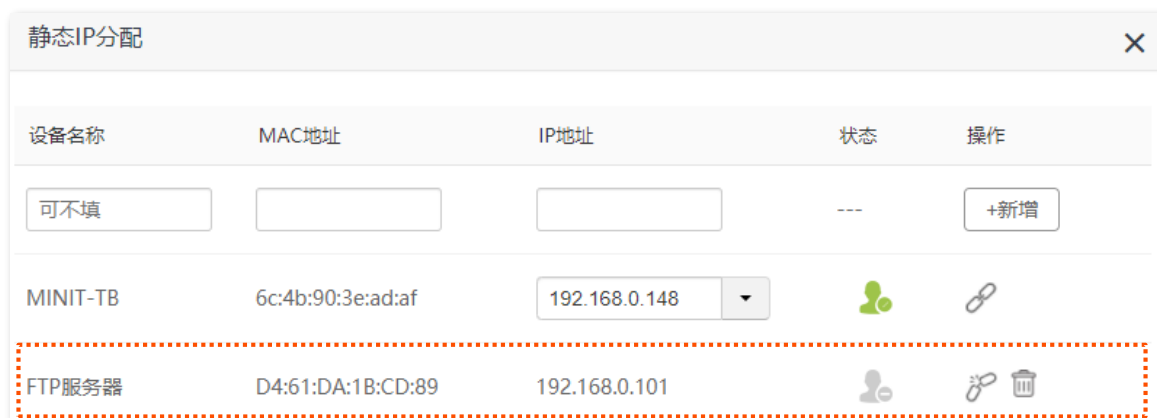 静态IP分配
设备名称 MAC地址 IP地址 状态 操作
可不填 --- +新增
MINIT-TB 6c:4b:90:3e:ad:af 192.168.0.148
FTP服务器 D4:61:DA:1B:CD:89 192.168.0.101